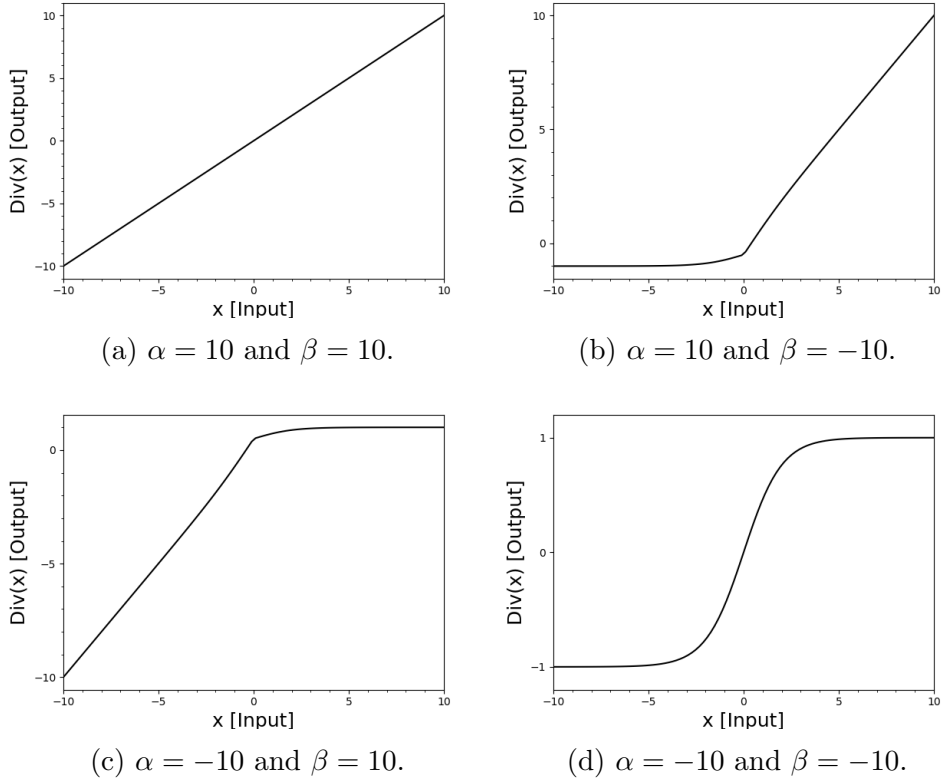 10
5
0
−5
−10
Div(x) [Output]
−10 −5 0 5 10
x [Input]
(a) α = 10 and β = 10.
10
5
0
Div(x) [Output]
−10 −5 0 5 10
x [Input]
(b) α = 10 and β = −10.
0
−5
−10
Div(x) [Output]
−10 −5 0 5 10
x [Input]
(c) α = −10 and β = 10.
1
0
−1
Div(x) [Output]
−10 −5 0 5 10
x [Input]
(d) α = −10 and β = −10.